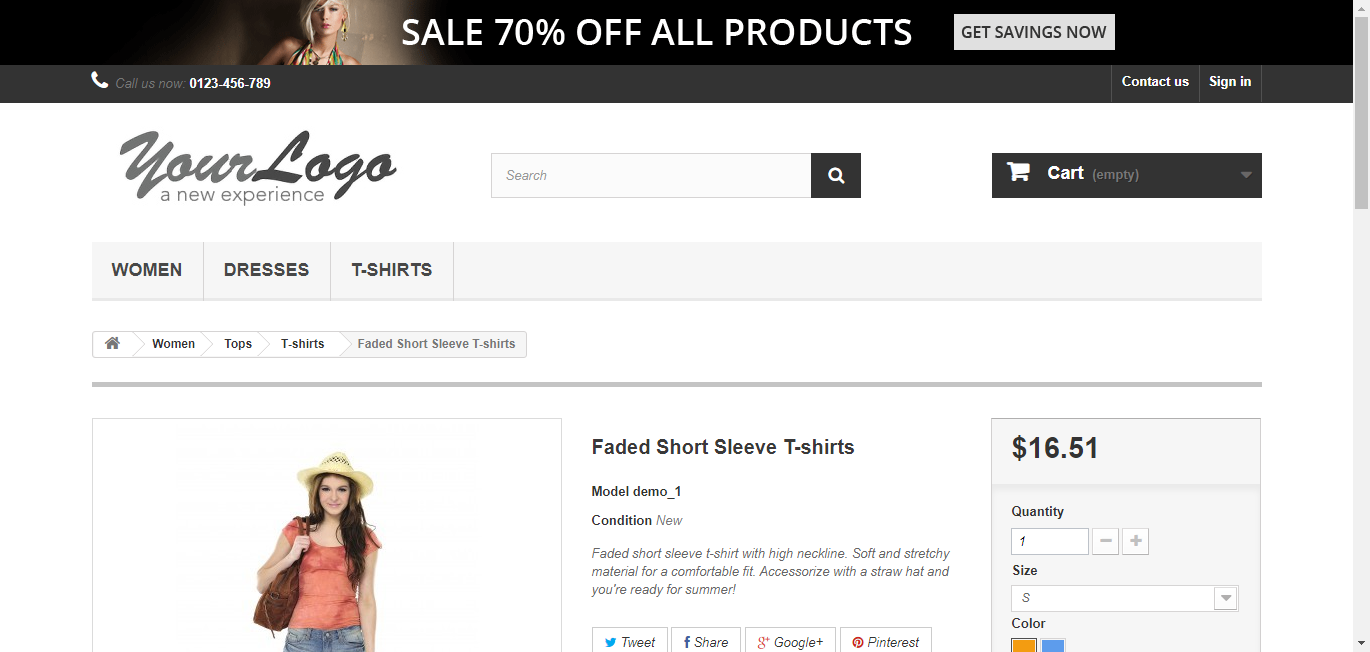 SALE 70% OFF ALL PRODUCTS
GET SAVINGS NOW
Call us now: 0123-456-789
Contact us
Sign in
YourLogo
a new experience
Search
Cart (empty)
WOMEN
DRESSES
T-SHIRTS
Women
Tops
T-shirts
Faded Short Sleeve T-shirts
Faded Short Sleeve T-shirts
Model demo_1
Condition New
Faded short sleeve t-shirt with high neckline. Soft and stretchy
material for a comfortable fit. Accessorize with a straw hat and
you're ready for summer!
Tweet
Share
Google+
Pinterest
$16.51
Quantity
1
Size
S
Color